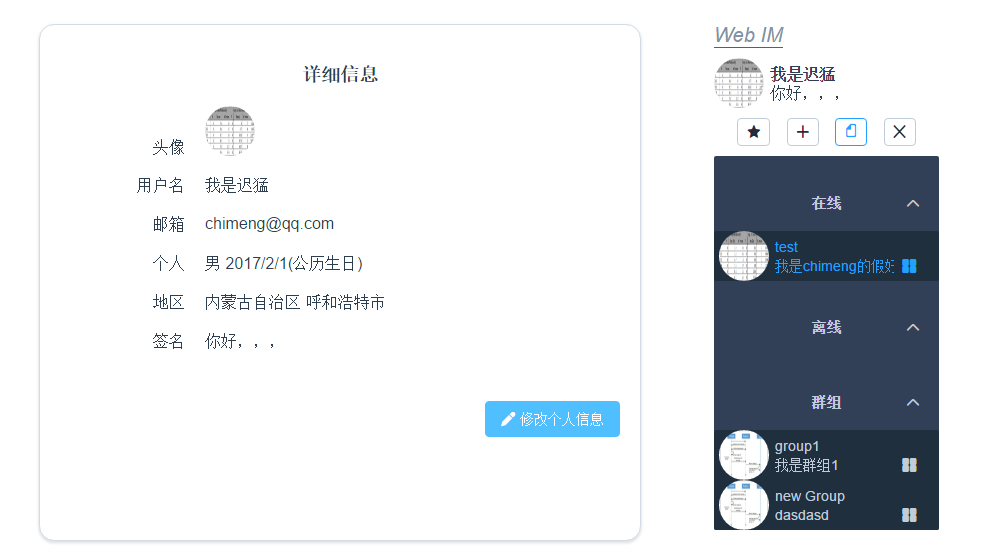 详细信息
头像
用户名 我是迟猛
邮箱 chimeng@qq.com
个人 男 2017/2/1(公历生日)
地区 内蒙古自治区 呼和浩特市
签名 你好，，，
修改个人信息
Web IM
我是迟猛
你好，，，
在线
test
我是chimeng的假好
离线
群组
group1
我是群组1
new Group
dasdasd